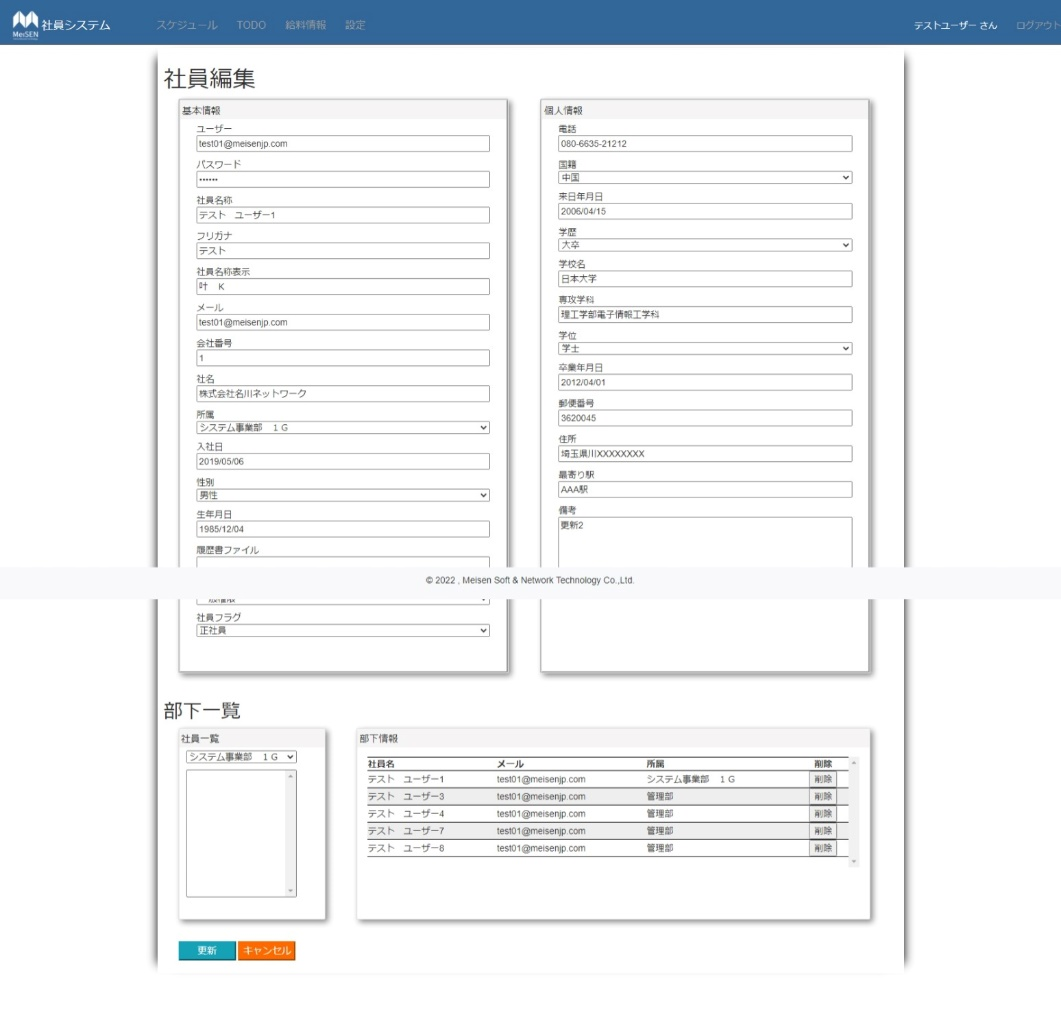 MeiSEN 社員システム スケジュール TODO 給料情報 設定 テストユーザー さん ログアウト
社員編集
基本情報
ユーザー
test01@meisenjp.com
パスワード
••••••
社員名称
テスト　ユーザー1
フリガナ
テスト
社員名称表示
叶　K
メール
test01@meisenjp.com
会社番号
1
社名
株式会社名川ネットワーク
所属
システム事業部　１Ｇ
入社日
2019/05/06
性別
男性
生年月日
1985/12/04
履歴書ファイル
個人情報
電話
080-6635-21212
国籍
中国
来日年月日
2006/04/15
学歴
大卒
学校名
日本大学
専攻学科
理工学部電子情報工学科
学位
学士
卒業年月日
2012/04/01
郵便番号
3620045
住所
埼玉県川XXXXXXXX
最寄り駅
AAA駅
備考
更新2
© 2022 , Meisen Soft & Network Technology Co.,Ltd.
社員フラグ
正社員
部下一覧
社員一覧
システム事業部　１Ｇ
部下情報
社員名 メール 所属 削除
テスト　ユーザー1 test01@meisenjp.com システム事業部　１Ｇ 削除
テスト　ユーザー3 test01@meisenjp.com 管理部 削除
テスト　ユーザー4 test01@meisenjp.com 管理部 削除
テスト　ユーザー7 test01@meisenjp.com 管理部 削除
テスト　ユーザー8 test01@meisenjp.com 管理部 削除
更新 キャンセル